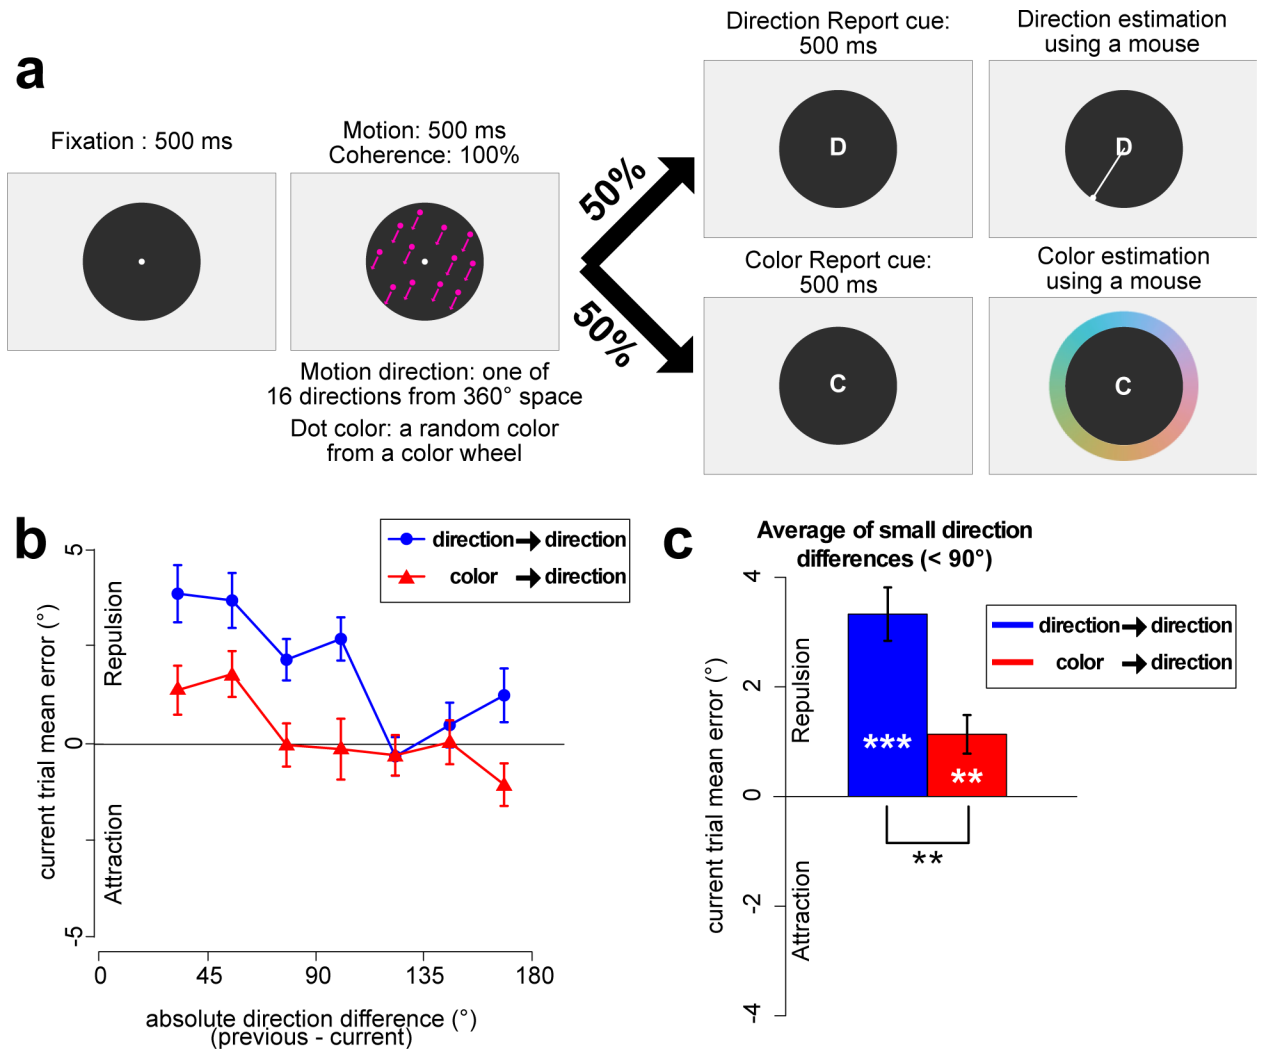 a
Fixation : 500 ms
Motion: 500 ms
Coherence: 100%
Motion direction: one of
16 directions from 360° space
Dot color: a random color
from a color wheel
50%
50%
Direction Report cue:
500 ms
D
Direction estimation
using a mouse
D
Color Report cue:
500 ms
C
Color estimation
using a mouse
C
b
direction → direction
color → direction
current trial mean error (°)
Repulsion
Attraction
5
0
-5
0 45 90 135 180
absolute direction difference (°)
(previous - current)
c
Average of small direction
differences (< 90°)
direction → direction
color → direction
current trial mean error (°)
Repulsion
Attraction
4
2
0
-2
-4
***
**
**